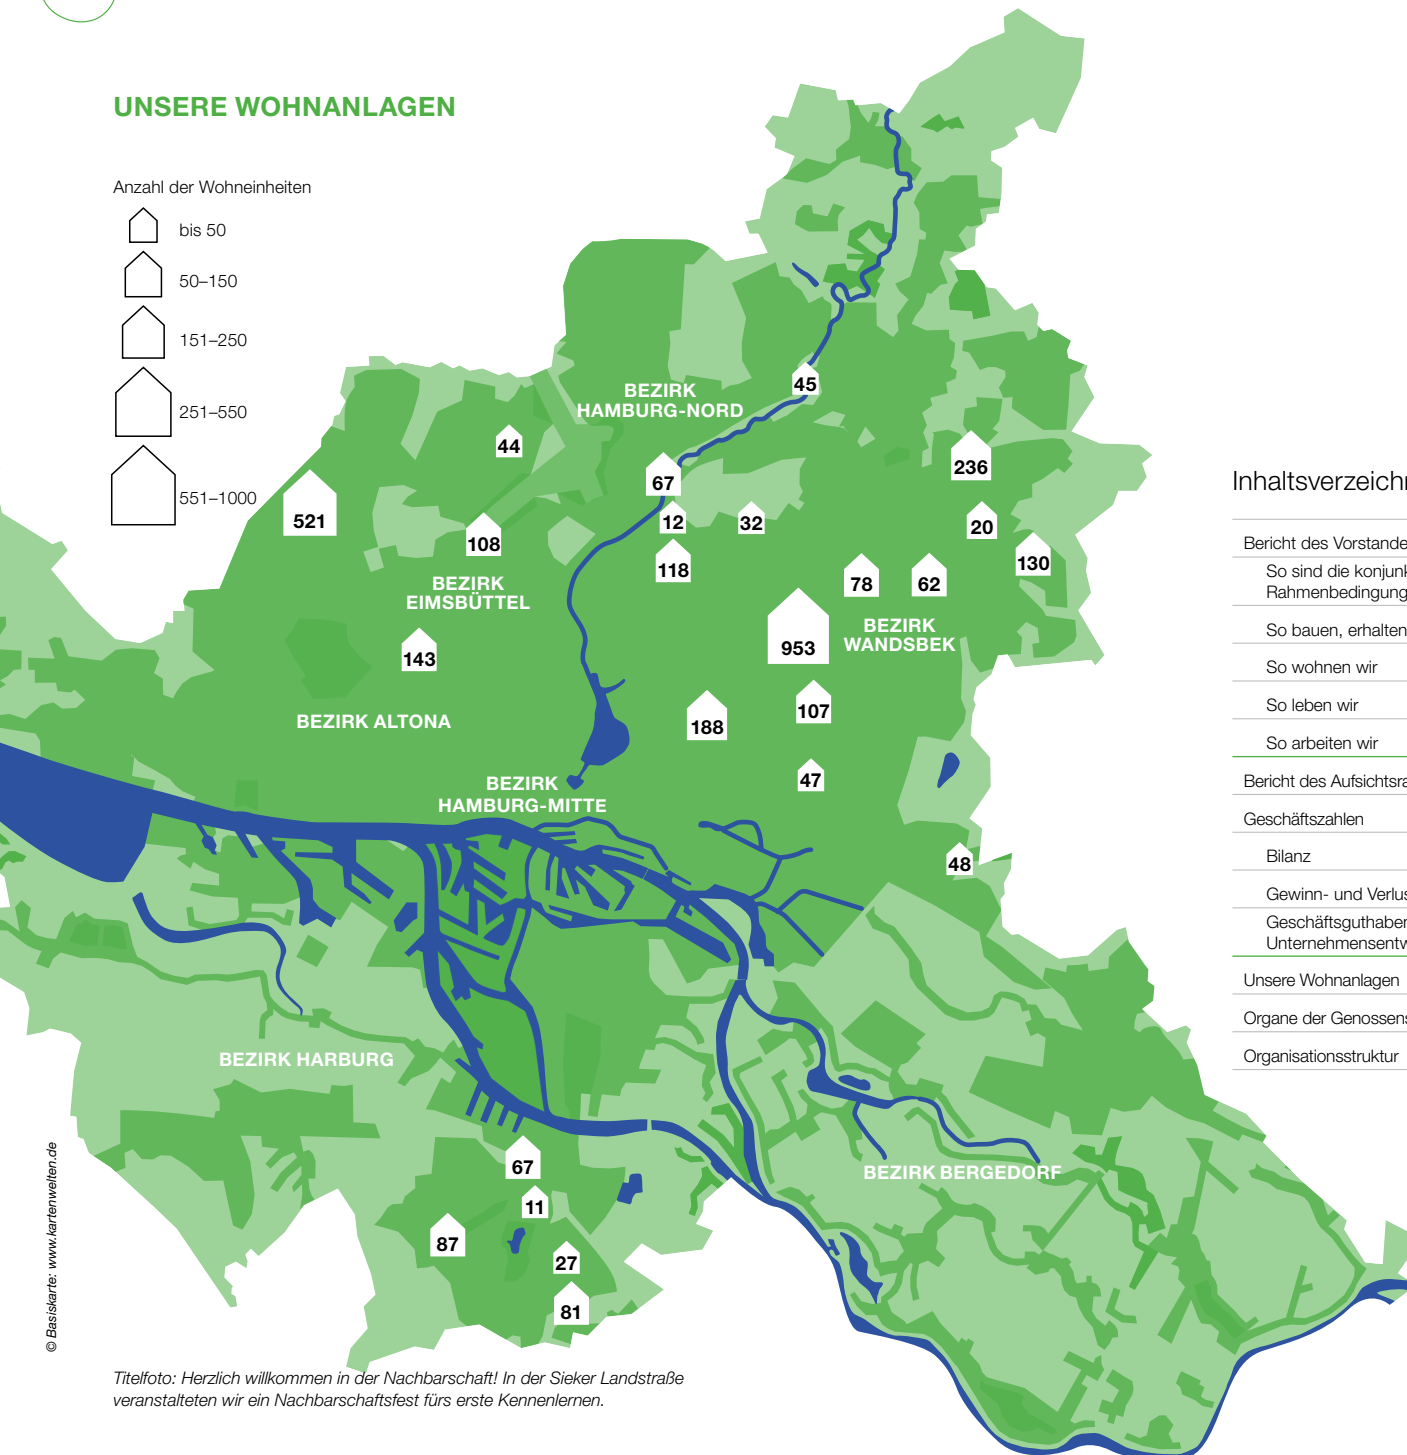 UNSERE WOHNANLAGEN
Anzahl der Wohneinheiten
bis 50
50–150
151–250
251–550
551–1000
BEZIRK
HAMBURG-NORD
45
44
67
236
521
12
32
20
108
118
130
78
62
BEZIRK
EIMSBÜTTEL
BEZIRK
WANDSBEK
953
143
107
188
BEZIRK ALTONA
47
BEZIRK
HAMBURG-MITTE
48
BEZIRK HARBURG
67
BEZIRK BERGEDORF
11
87
27
81
© Basiskarte: www.kartenwelten.de
Titelfoto: Herzlich willkommen in der Nachbarschaft! In der Sieker Landstraße
veranstalteten wir ein Nachbarschaftsfest fürs erste Kennenlernen.
Inhaltsverzeichn
Bericht des Vorstande
So sind die konjunk
Rahmenbedingung
So bauen, erhalten
So wohnen wir
So leben wir
So arbeiten wir
Bericht des Aufsichtsra
Geschäftszahlen
Bilanz
Gewinn- und Verlus
Geschäftsguthaben
Unternehmensentw
Unsere Wohnanlagen
Organe der Genossens
Organisationsstruktur